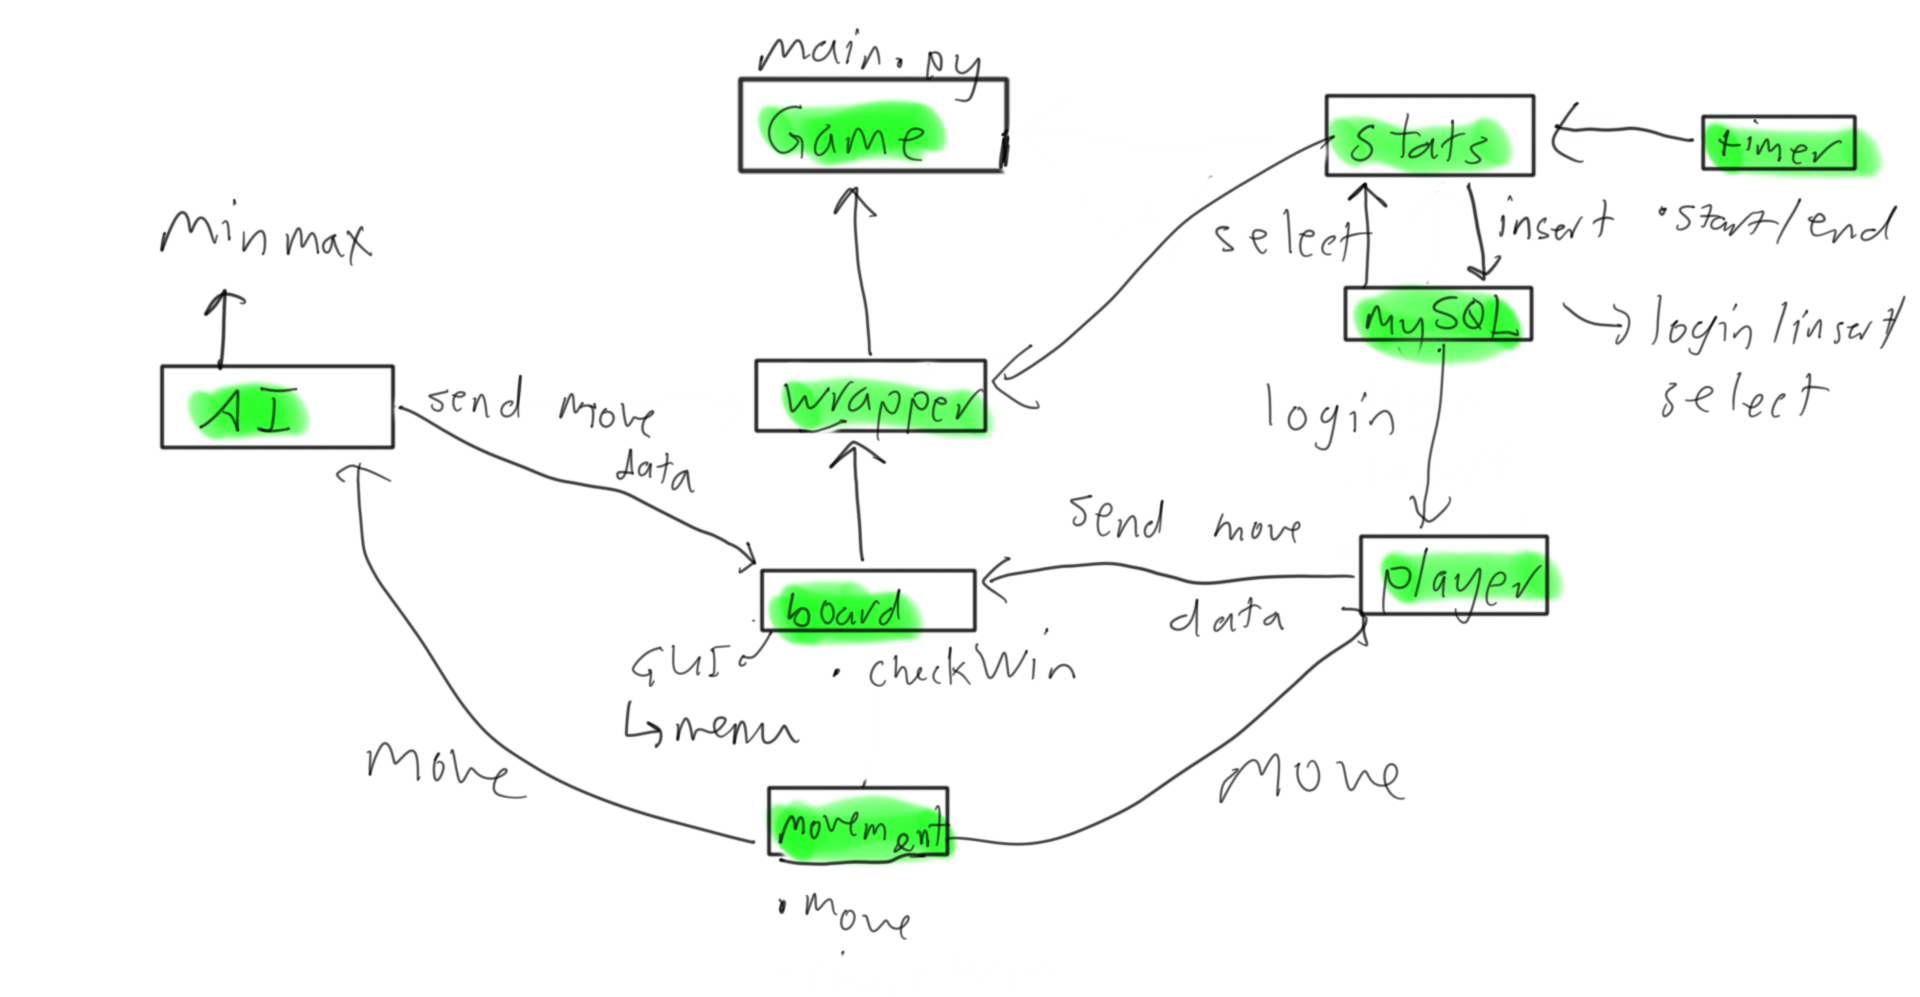 main.py
Game
stats
timer
select
insert
.start/end
Minmax
mySQL
login/insert
select
AI
send move
data
wrapper
login
send move
data
player
board
GUI
. checkWin
menu
move
move
movement
. move